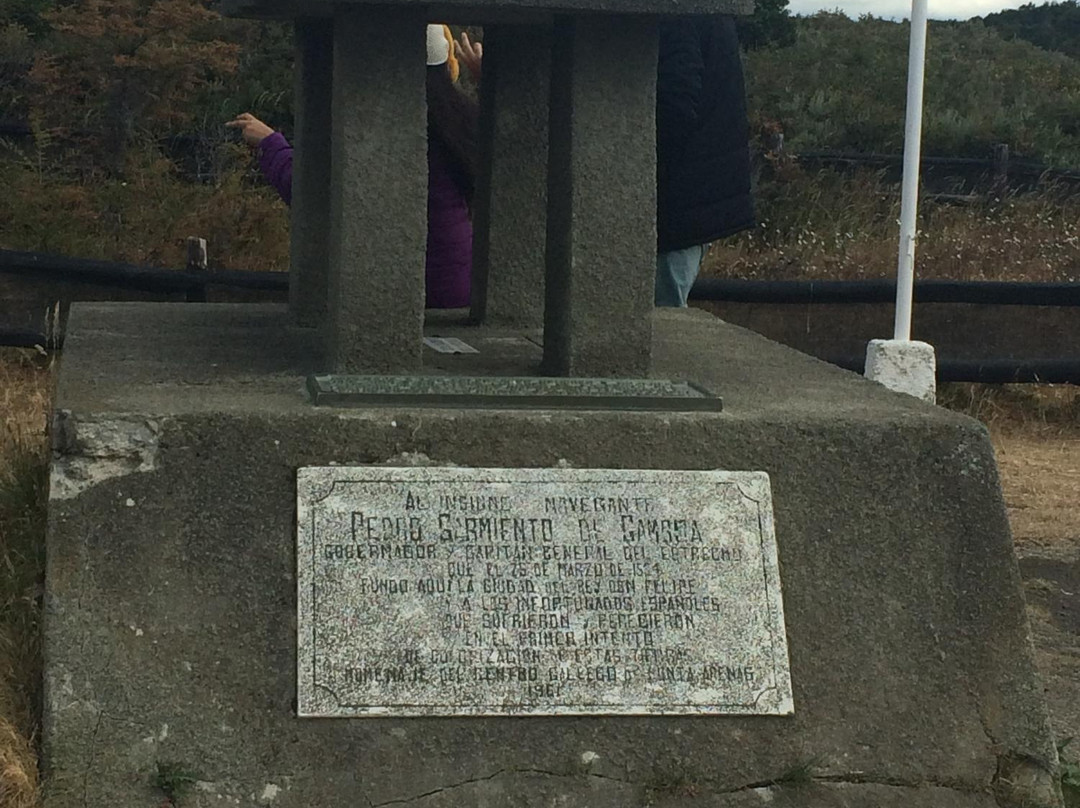 AL INSIGNE NAVEGANTE
PEDRO SARMIENTO DE GAMBOA
GOBERNADOR Y CAPITAN GENERAL DEL ESTRECHO
QUE EL 25 DE MARZO DE 1584
FUNDO AQUI LA CIUDAD DEL REY DON FELIPE
Y A LOS INFORTUNADOS ESPAÑOLES
QUE SUFRIERON Y PERECIERON
EN EL PRIMER INTENTO
DE COLONIZACION DE ESTAS TIERRAS
HOMENAJE DEL CENTRO GALLEGO DE PUNTA ARENAS